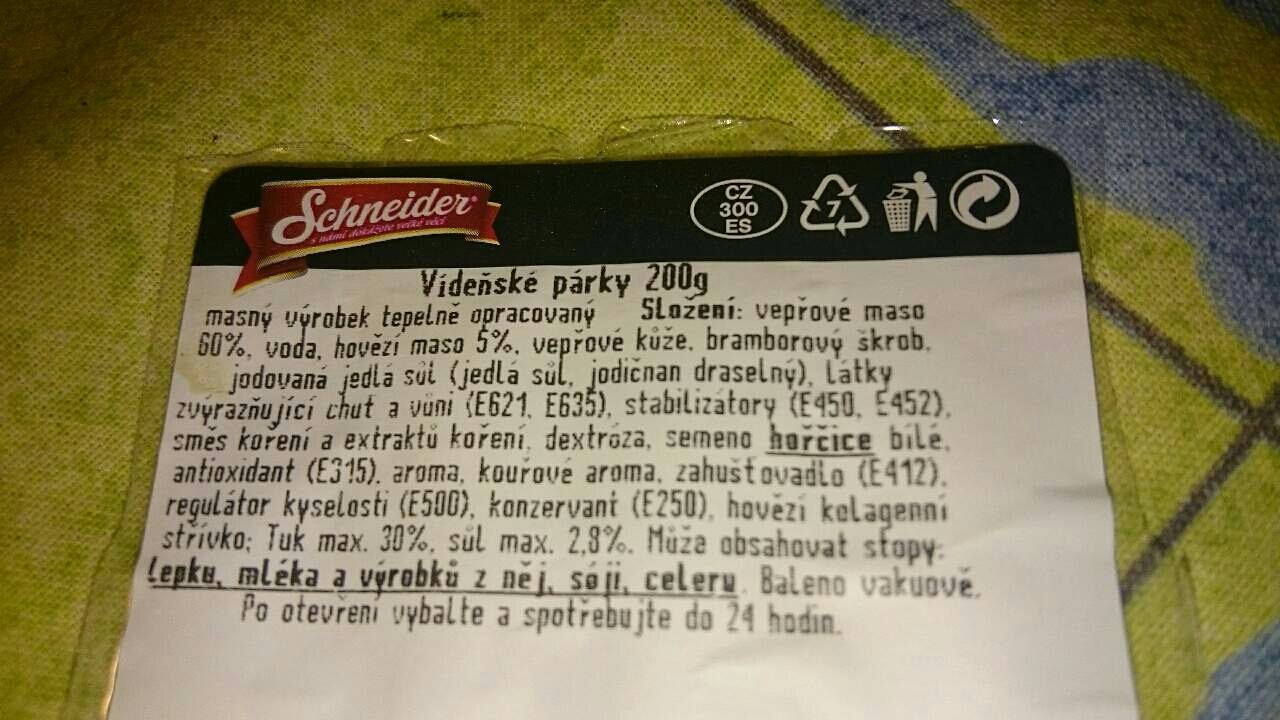 Schneider
s námi dokážete velké věci
CZ
300
ES
7
Vídeňské párky 200g
masný výrobek tepelně opracovaný Složení: vepřové maso
60%, voda, hovězí maso 5%, vepřové kůže, bramborový škrob,
jodovaná jedlá sůl (jedlá sůl, jodičnan draselný), Látky
zvýrazňující chuť a vůni (E621, E635), stabilizátory (E450, E452),
směs koření a extraktů koření, dextróza, semeno hořčice bílé,
antioxidant (E315), aroma, kouřové aroma, zahušťovadlo (E412),
regulátor kyselosti (E500), konzervant (E250), hovězí kolagenní
střívko; Tuk max. 30%, sůl max. 2,8%. Může obsahovat stopy:
lepku, mléka a výrobků z něj, sóji, celeru. Baleno vakuově.
Po otevření vybalte a spotřebujte do 24 hodin.